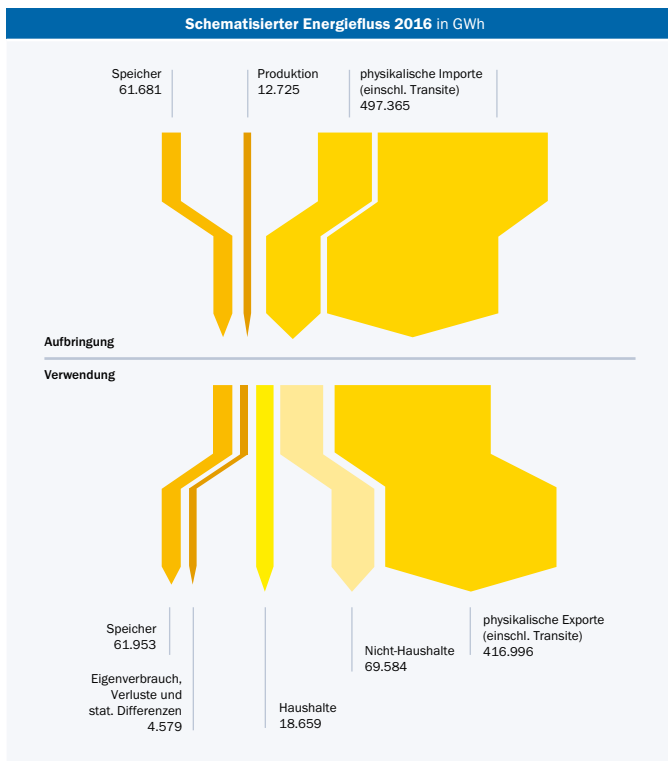 Schematisierter Energiefluss 2016 in GWh
Speicher
61.681
Produktion
12.725
physikalische Importe
(einschl. Transite)
497.365
Aufbringung
Verwendung
Speicher
61.953
Eigenverbrauch,
Verluste und
stat. Differenzen
4.579
Haushalte
18.659
Nicht-Haushalte
69.584
physikalische Exporte
(einschl. Transite)
416.996